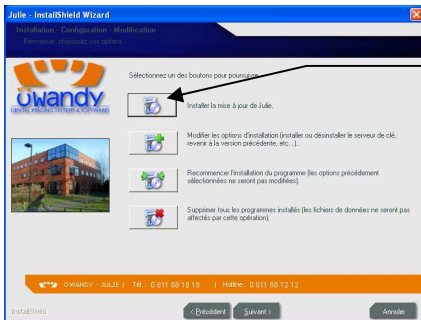 Julie - InstallShield Wizard
Installation - Configuration - Modification
Bienvenue, choisissez vos options
Sélectionnez un des boutons pour poursuivre
owandy
DENTAL IMAGING SYSTEMS & SOFTWARES
Installer la mise à jour de Julie.
Modifier les options d'installation (installer ou désinstaller le serveur de clé,
revenir à la version précédente, etc...).
Recommencer l'installation du programme (les options précédement
sélectionnées ne seront pas modifiées).
Supprimer tous les programmes installés (les fichiers de données ne seront pas
affectés par cette opération).
OWANDY - JULIE | Tél.: 0 811 88 18 18 | Hotline : 0 811 88 12 12
InstallShield
< Précédent
Suivant >
Annuler